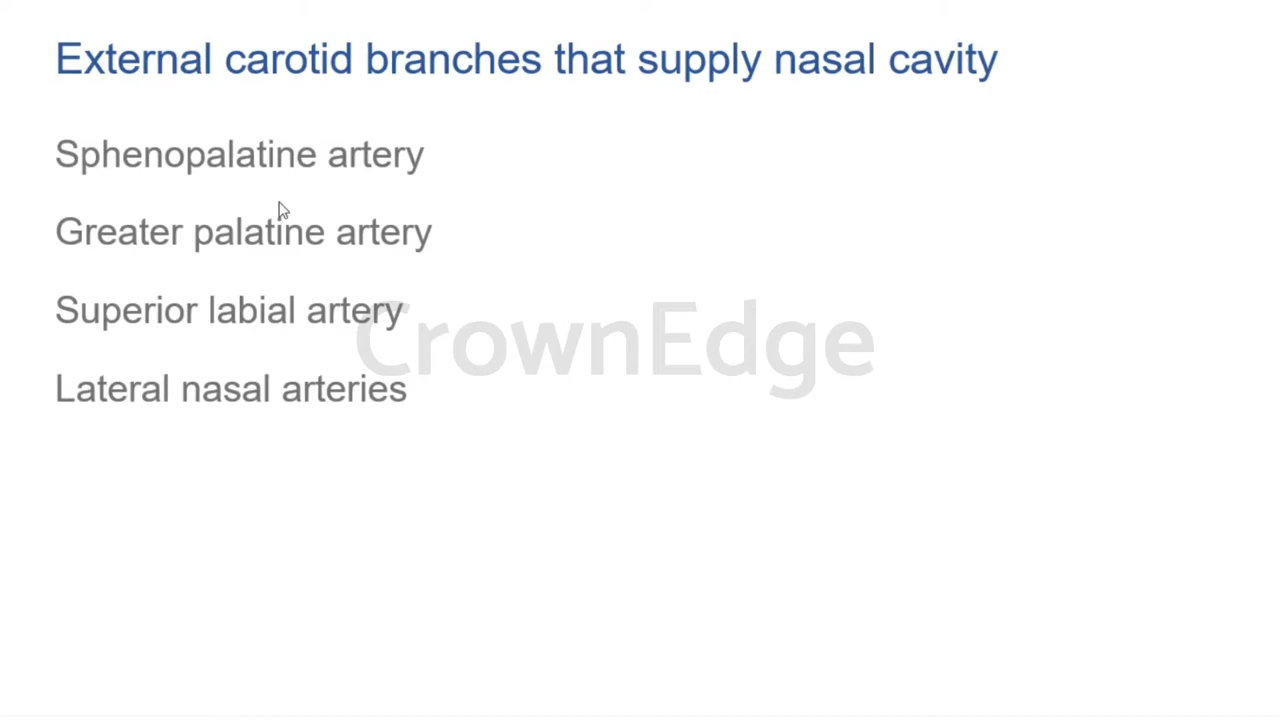 External carotid branches that supply nasal cavity
Sphenopalatine artery
Greater palatine artery
Superior labial artery
CrownEdge
Lateral nasal arteries